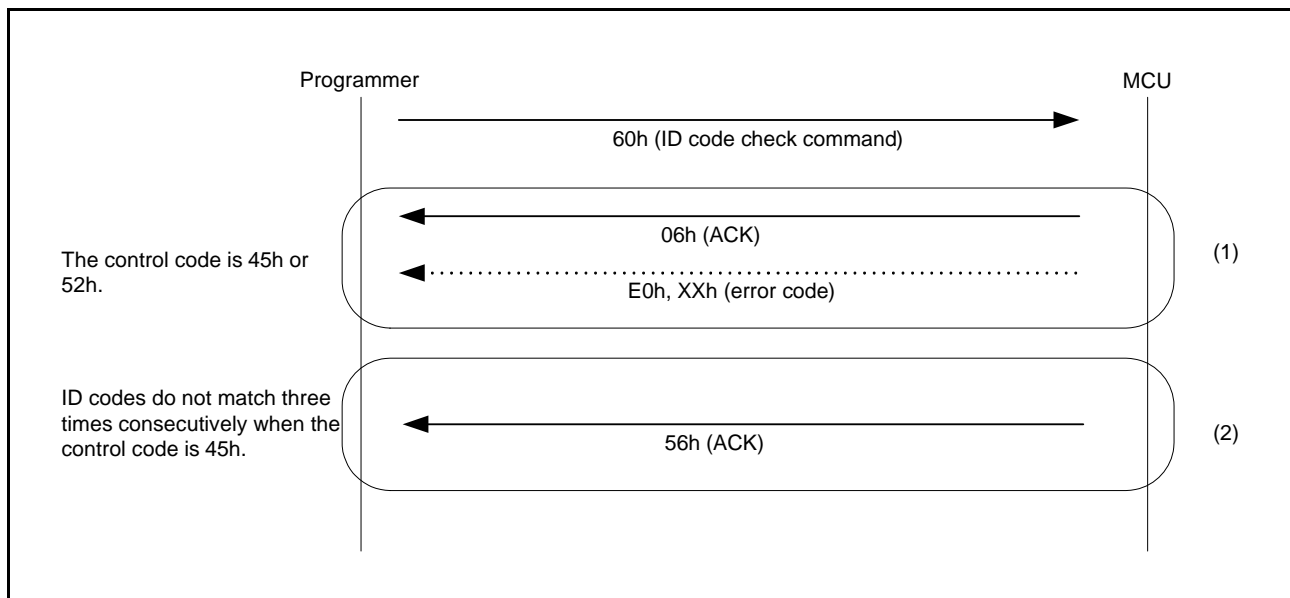 Programmer
MCU
60h (ID code check command)
06h (ACK)
The control code is 45h or
52h.
(1)
E0h, XXh (error code)
ID codes do not match three
times consecutively when the
control code is 45h.
56h (ACK)
(2)